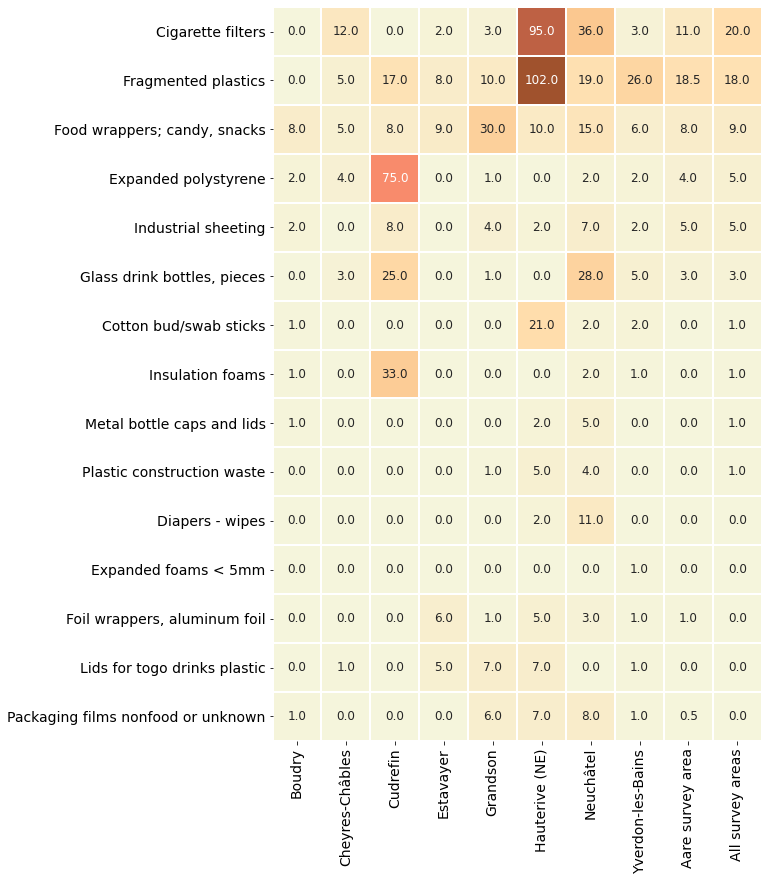 Cigarette filters 0.0 12.0 0.0 2.0 3.0 95.0 36.0 3.0 11.0 20.0
Fragmented plastics 0.0 5.0 17.0 8.0 10.0 102.0 19.0 26.0 18.5 18.0
Food wrappers; candy, snacks 8.0 5.0 8.0 9.0 30.0 10.0 15.0 6.0 8.0 9.0
Expanded polystyrene 2.0 4.0 75.0 0.0 1.0 0.0 2.0 2.0 4.0 5.0
Industrial sheeting 2.0 0.0 8.0 0.0 4.0 2.0 7.0 2.0 5.0 5.0
Glass drink bottles, pieces 0.0 3.0 25.0 0.0 1.0 0.0 28.0 5.0 3.0 3.0
Cotton bud/swab sticks 1.0 0.0 0.0 0.0 0.0 21.0 2.0 2.0 0.0 1.0
Insulation foams 1.0 0.0 33.0 0.0 0.0 0.0 2.0 1.0 0.0 1.0
Metal bottle caps and lids 1.0 0.0 0.0 0.0 0.0 2.0 5.0 0.0 0.0 1.0
Plastic construction waste 0.0 0.0 0.0 0.0 1.0 5.0 4.0 0.0 0.0 1.0
Diapers - wipes 0.0 0.0 0.0 0.0 0.0 2.0 11.0 0.0 0.0 0.0
Expanded foams < 5mm 0.0 0.0 0.0 0.0 0.0 0.0 0.0 1.0 0.0 0.0
Foil wrappers, aluminum foil 0.0 0.0 0.0 6.0 1.0 5.0 3.0 1.0 1.0 0.0
Lids for togo drinks plastic 0.0 1.0 0.0 5.0 7.0 7.0 0.0 1.0 0.0 0.0
Packaging films nonfood or unknown 1.0 0.0 0.0 0.0 6.0 7.0 8.0 1.0 0.5 0.0
Boudry
Cheyres-Châbles
Cudrefin
Estavayer
Grandson
Hauterive (NE)
Neuchâtel
Yverdon-les-Bains
Aare survey area
All survey areas